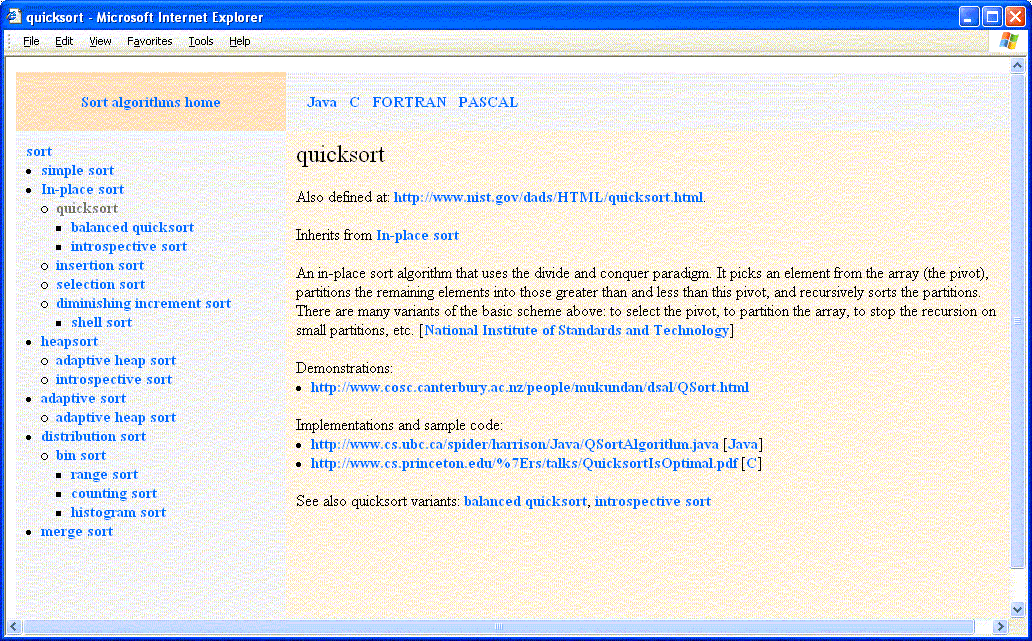 quicksort - Microsoft Internet Explorer
File Edit View Favorites Tools Help
Sort algorithms home
Java C FORTRAN PASCAL
sort
• simple sort
• In-place sort
○ quicksort
▪ balanced quicksort
▪ introspective sort
○ insertion sort
○ selection sort
○ diminishing increment sort
▪ shell sort
• heapsort
○ adaptive heap sort
○ introspective sort
• adaptive sort
○ adaptive heap sort
• distribution sort
○ bin sort
▪ range sort
▪ counting sort
▪ histogram sort
• merge sort
quicksort
Also defined at: http://www.nist.gov/dads/HTML/quicksort.html.
Inherits from In-place sort
An in-place sort algorithm that uses the divide and conquer paradigm. It picks an element from the array (the pivot),
partitions the remaining elements into those greater than and less than this pivot, and recursively sorts the partitions.
There are many variants of the basic scheme above: to select the pivot, to partition the array, to stop the recursion on
small partitions, etc. [National Institute of Standards and Technology]
Demonstrations:
• http://www.cosc.canterbury.ac.nz/people/mukundan/dsal/QSort.html
Implementations and sample code:
• http://www.cs.ubc.ca/spider/harrison/Java/QSortAlgorithm.java [Java]
• http://www.cs.princeton.edu/%7Ers/talks/QuicksortIsOptimal.pdf [C]
See also quicksort variants: balanced quicksort, introspective sort